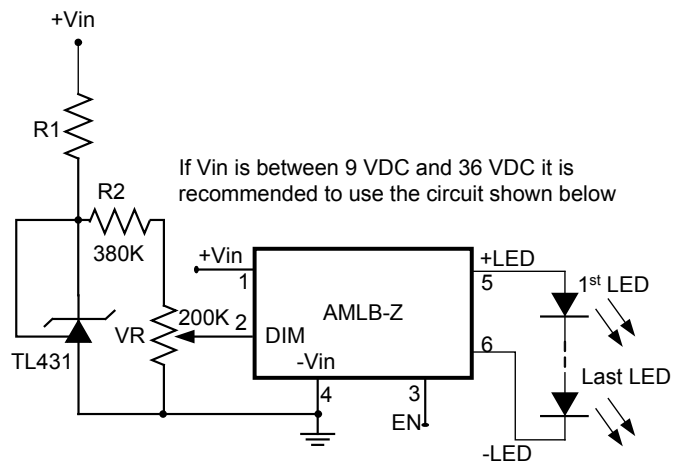 +Vin
R1
If Vin is between 9 VDC and 36 VDC it is
recommended to use the circuit shown below
R2
380K
+Vin
1
+LED
5
1st LED
AMLB-Z
200K
2
DIM
VR
TL431
-Vin
6
4
3
EN
Last LED
-LED